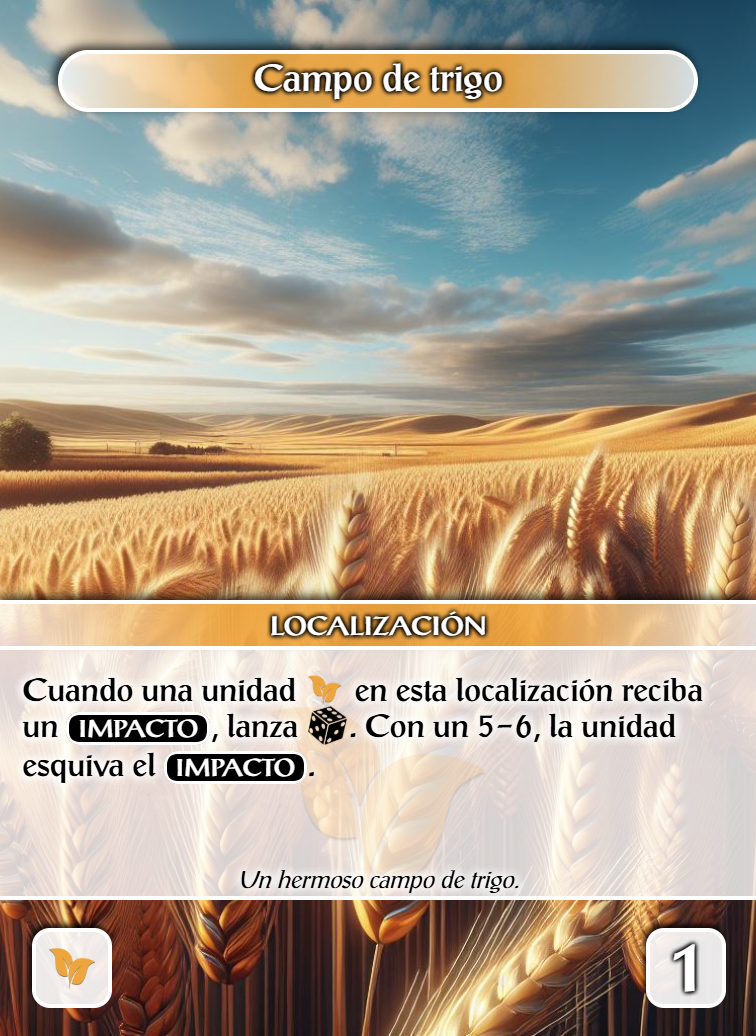 Campo de trigo
LOCALIZACIÓN
Cuando una unidad en esta localización reciba
un IMPACTO, lanza . Con un 5-6, la unidad
esquiva el IMPACTO.
Un hermoso campo de trigo.
1